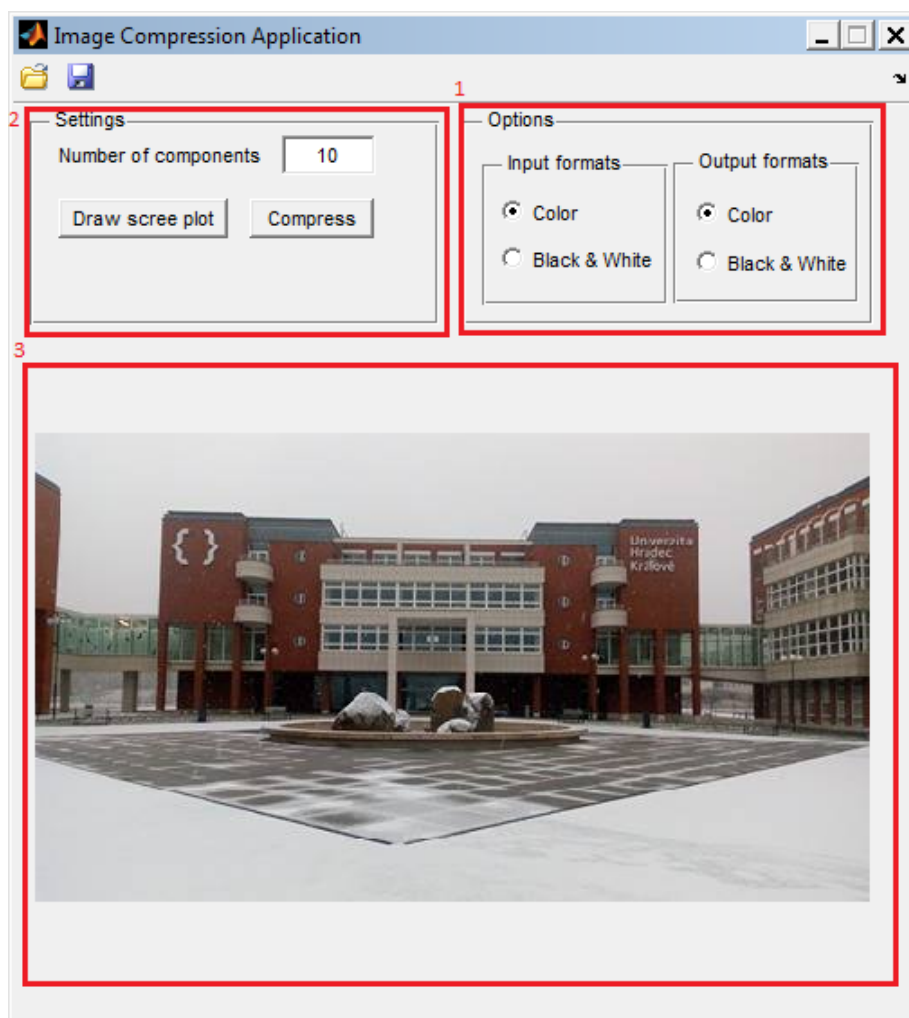 Image Compression Application
1
2
Settings
Number of components 10
Draw scree plot Compress
Options
Input formats
Color
Black & White
Output formats
Color
Black & White
3
{ }
Univerzita
Hradec
Králové